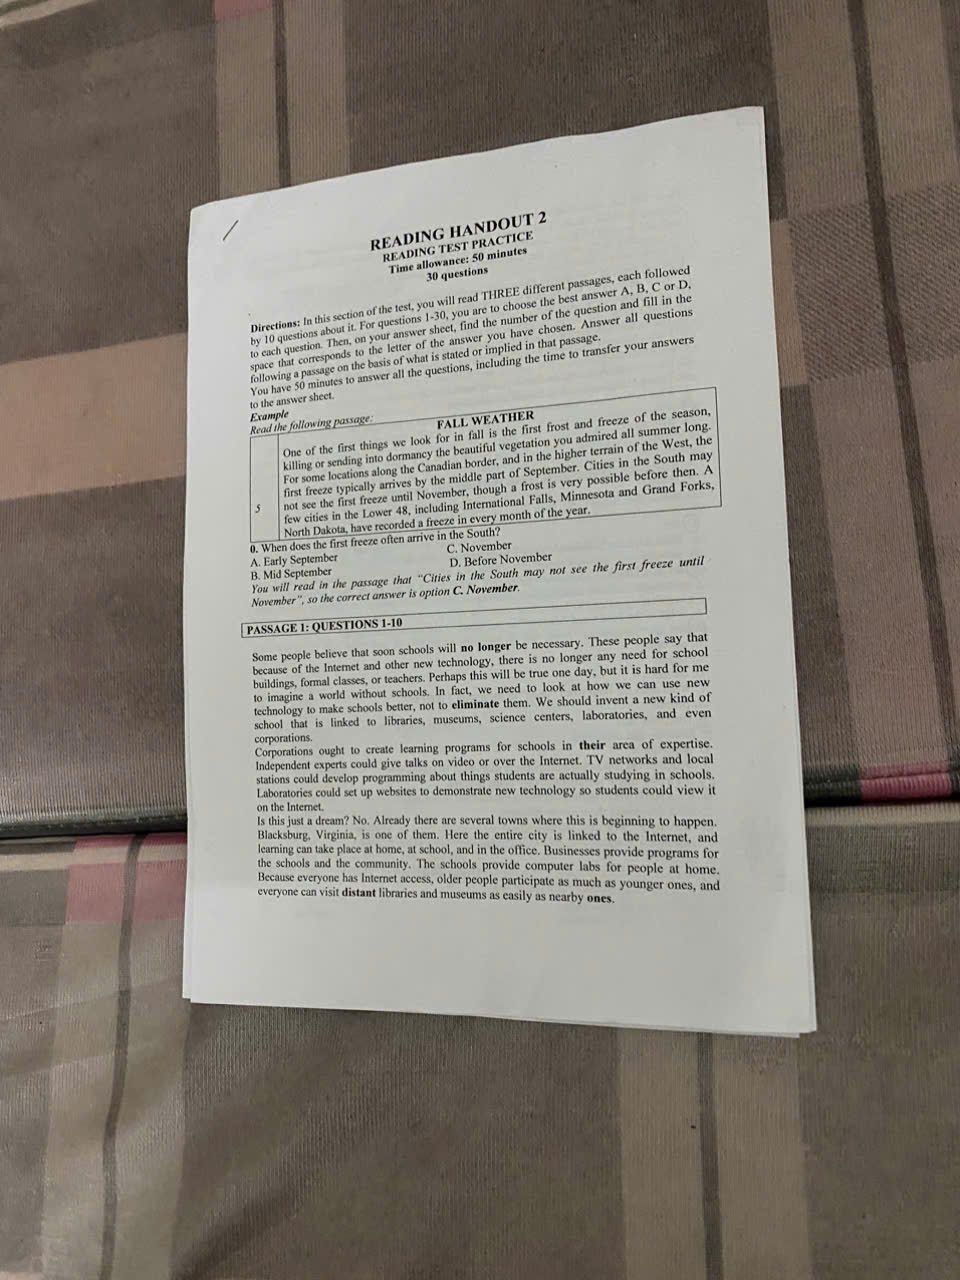 READING HANDOUT 2
READING TEST PRACTICE
Time allowance: 50 minutes
30 questions
Directions: In this section of the test, you will read THREE different passages, each followed
by 10 questions about it. For questions 1-30, you are to choose the best answer A, B, C or D,
to each question. Then, on your answer sheet, find the number of the question and fill in the
space that corresponds to the letter of the answer you have chosen. Answer all questions
following a passage on the basis of what is stated or implied in that passage.
You have 50 minutes to answer all the questions, including the time to transfer your answers
to the answer sheet.
Example
Read the following passage:
FALL WEATHER
One of the first things we look for in fall is the first frost and freeze of the season,
killing or sending into dormancy the beautiful vegetation you admired all summer long.
For some locations along the Canadian border, and in the higher terrain of the West, the
first freeze typically arrives by the middle part of September. Cities in the South may
5 not see the first freeze until November, though a frost is very possible before then. A
few cities in the Lower 48, including International Falls, Minnesota and Grand Forks,
North Dakota, have recorded a freeze in every month of the year.
0. When does the first freeze often arrive in the South?
A. Early September C. November
B. Mid September D. Before November
You will read in the passage that "Cities in the South may not see the first freeze until
November", so the correct answer is option C. November.
PASSAGE 1: QUESTIONS 1-10
Some people believe that soon schools will no longer be necessary. These people say that
because of the Internet and other new technology, there is no longer any need for school
buildings, formal classes, or teachers. Perhaps this will be true one day, but it is hard for me
to imagine a world without schools. In fact, we need to look at how we can use new
technology to make schools better, not to eliminate them. We should invent a new kind of
school that is linked to libraries, museums, science centers, laboratories, and even
corporations.
Corporations ought to create learning programs for schools in their area of expertise.
Independent experts could give talks on video or over the Internet. TV networks and local
stations could develop programming about things students are actually studying in schools.
Laboratories could set up websites to demonstrate new technology so students could view it
on the Internet.
Is this just a dream? No. Already there are several towns where this is beginning to happen.
Blacksburg, Virginia, is one of them. Here the entire city is linked to the Internet, and
learning can take place at home, at school, and in the office. Businesses provide programs for
the schools and the community. The schools provide computer labs for people at home.
Because everyone has Internet access, older people participate as much as younger ones, and
everyone can visit distant libraries and museums as easily as nearby ones.